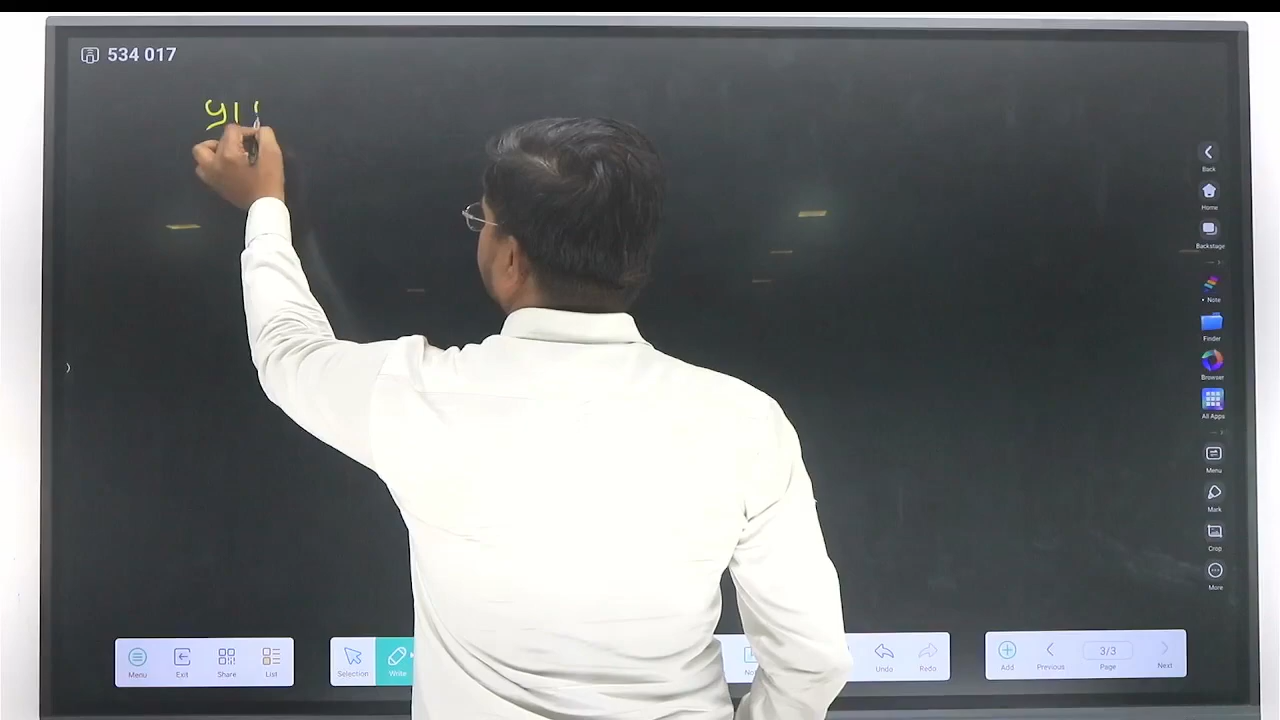 534 017
Back
Home
Backstage
Note
Finder
Browser
All Apps
Menu
Mark
Crop
More
Menu Exit Share List Selection Write Undo Redo Add Previous 3/3 Page Next